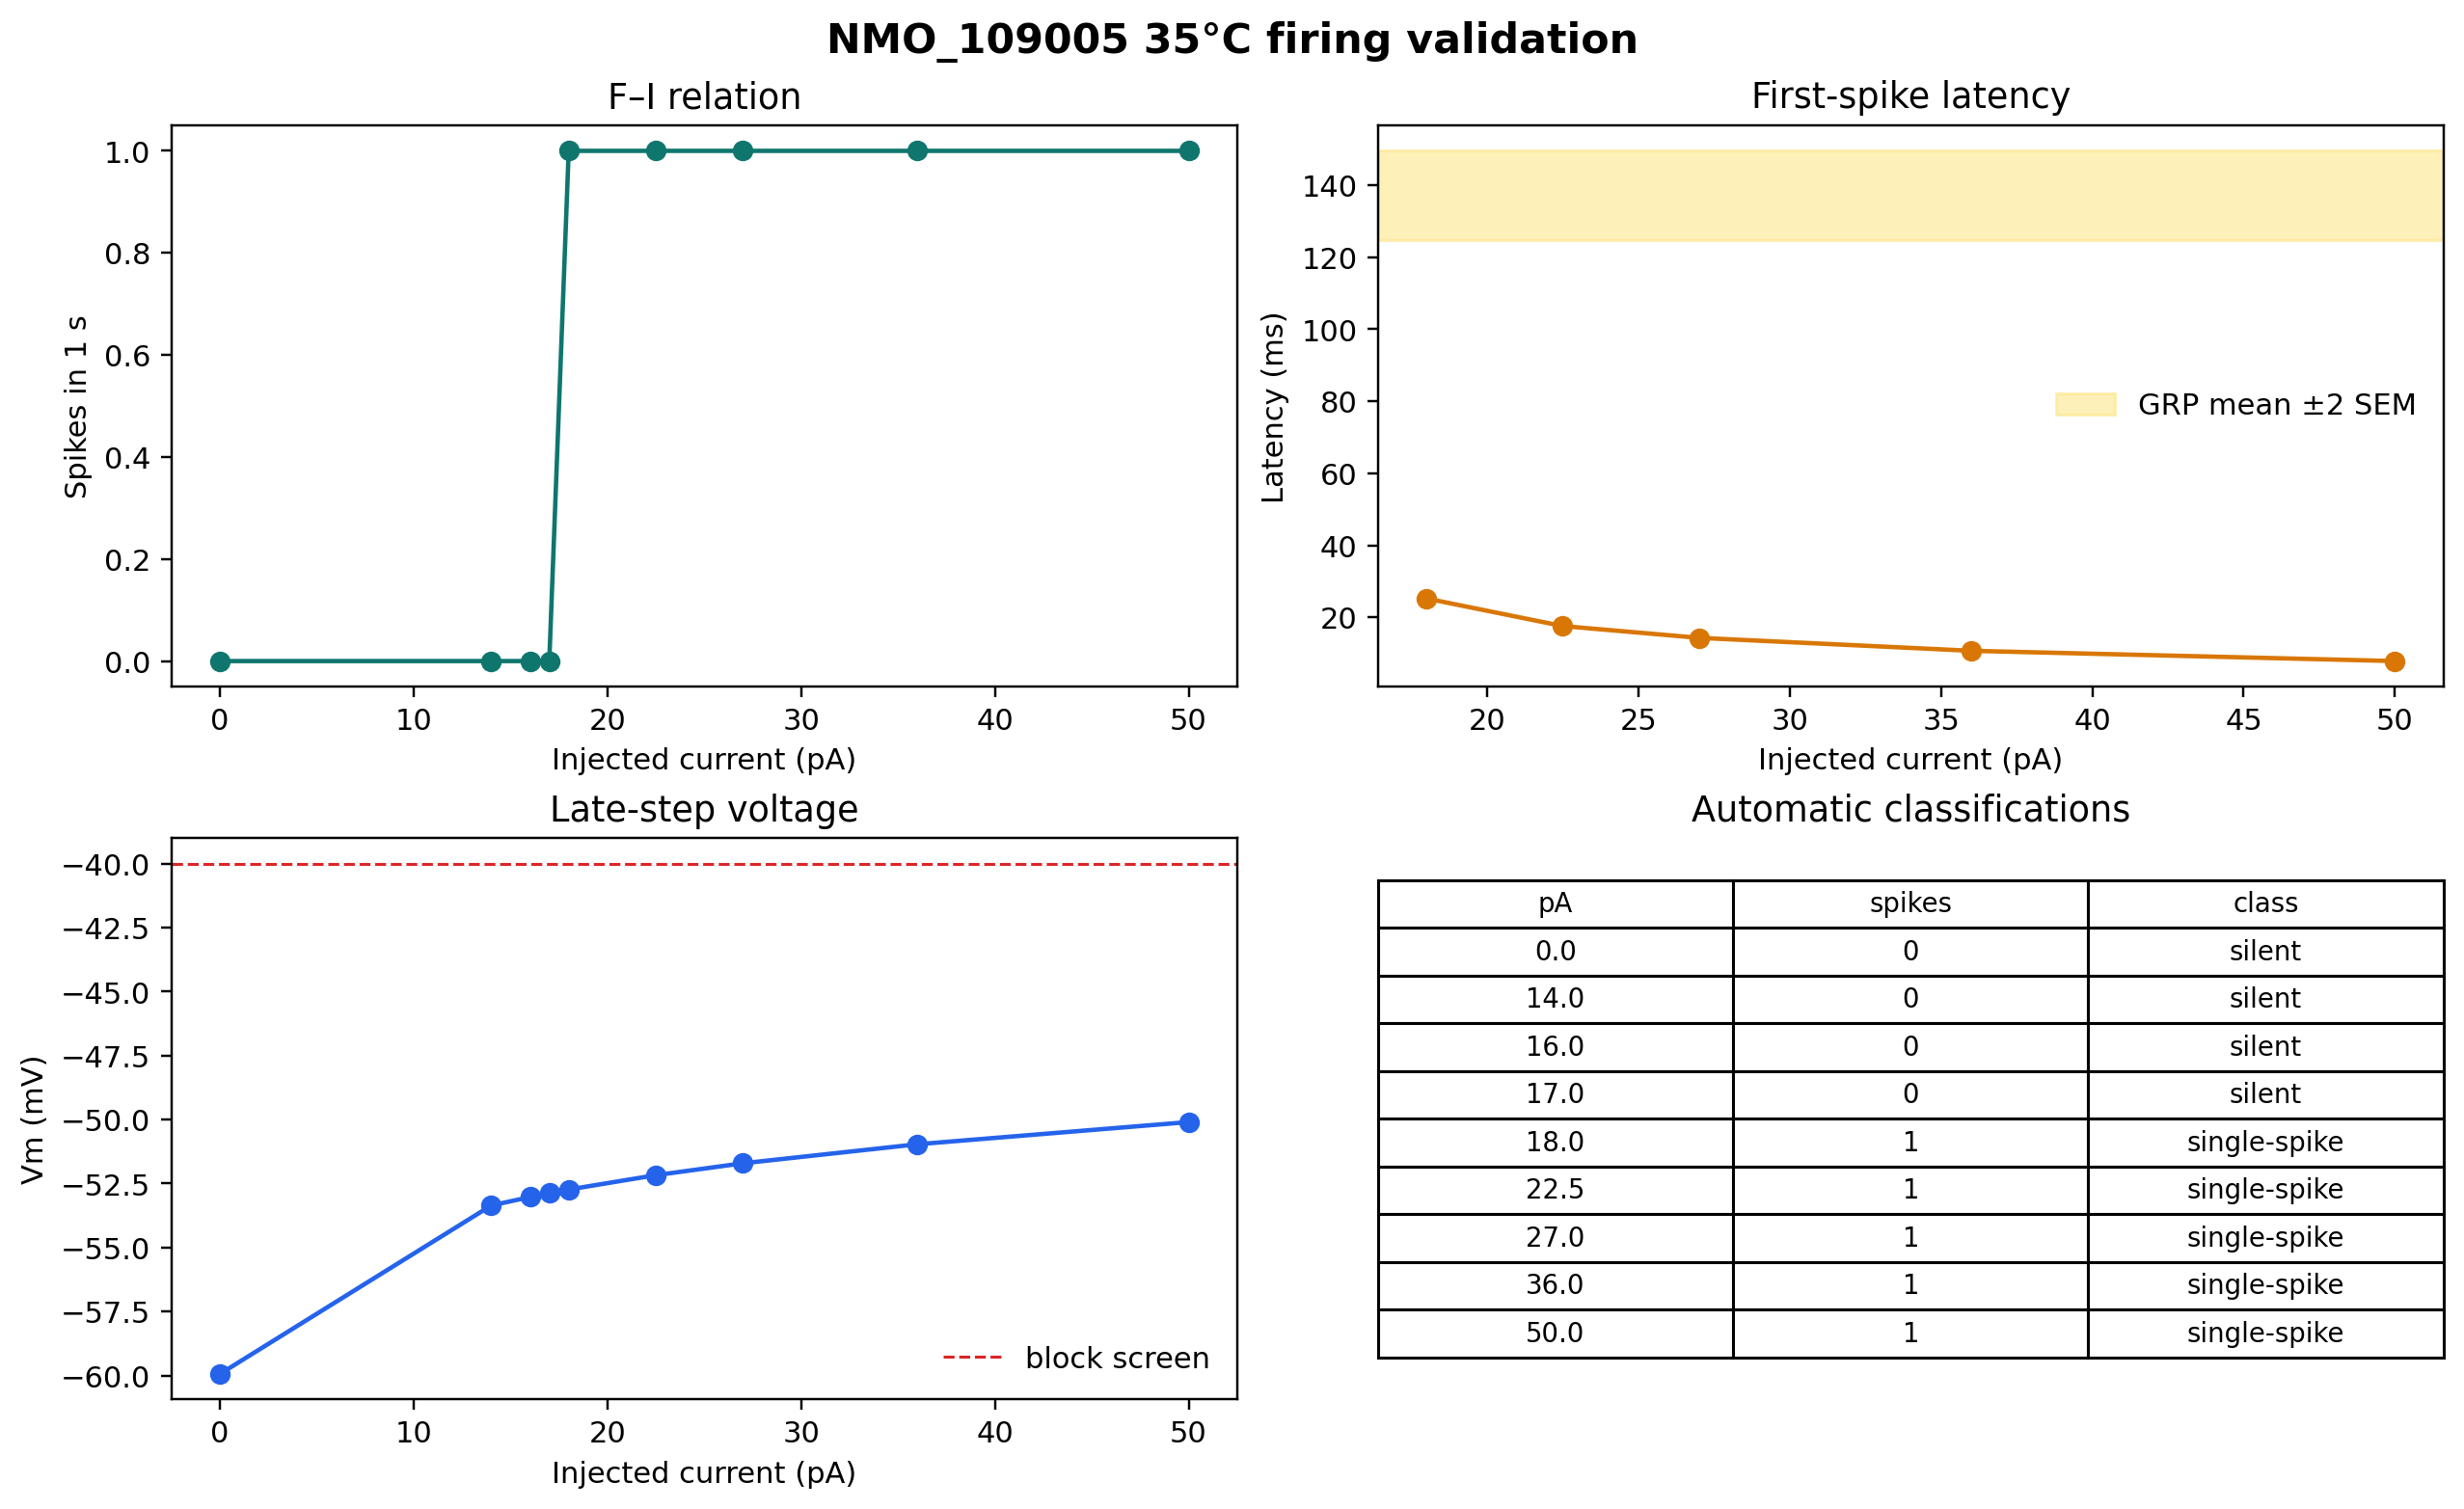 NMO_109005 35°C firing validation
F–I relation
Spikes in 1 s
1.0
0.8
0.6
0.4
0.2
0.0
0 10 20 30 40 50
Injected current (pA)
First-spike latency
Latency (ms)
140
120
100
80
60
40
20
GRP mean ±2 SEM
20 25 30 35 40 45 50
Injected current (pA)
Late-step voltage
Vm (mV)
−40.0
−42.5
−45.0
−47.5
−50.0
−52.5
−55.0
−57.5
−60.0
block screen
0 10 20 30 40 50
Injected current (pA)
Automatic classifications
pA spikes class
0.0 0 silent
14.0 0 silent
16.0 0 silent
17.0 0 silent
18.0 1 single-spike
22.5 1 single-spike
27.0 1 single-spike
36.0 1 single-spike
50.0 1 single-spike